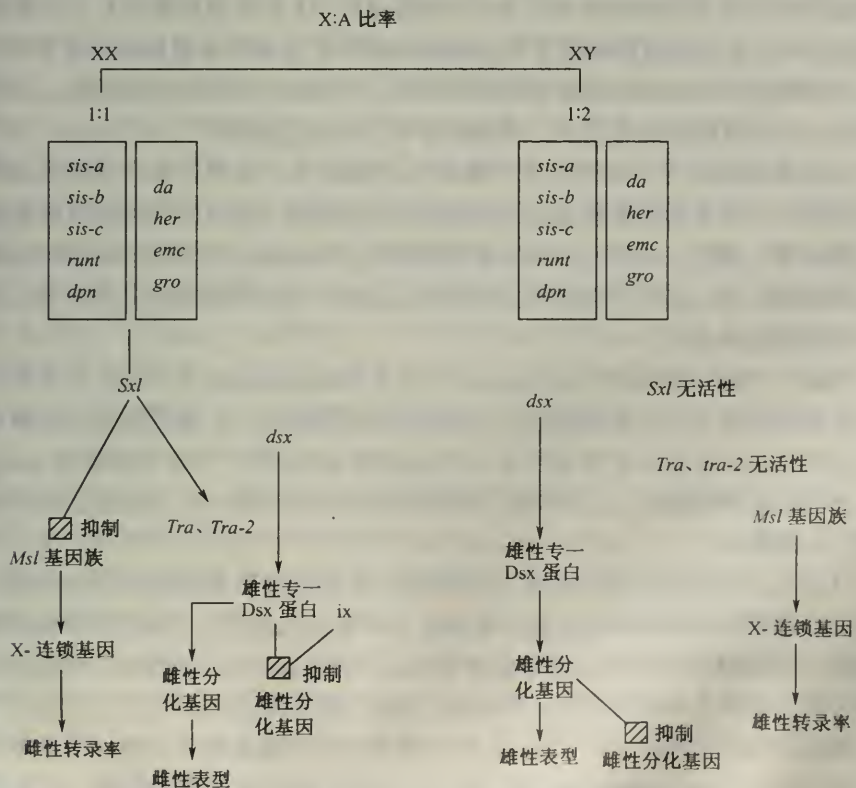 X:A 比率
XX
XY
1:1
1:2
sis-a
sis-b
sis-c
runt
dpn
da
her
emc
gro
sis-a
sis-b
sis-c
runt
dpn
da
her
emc
gro
Sxl
dsx
抑制
Msl 基因族
Tra、Tra-2
X- 连锁基因
雌性转录率
雌性专一
Dsx 蛋白
ix
雌性分
化基因
抑制
雄性分
化基因
雌性表型
dsx
Sxl 无活性
Tra、tra-2 无活性
Msl 基因族
雄性专一
Dsx 蛋白
X- 连锁基因
雄性分
化基因
雄性转录率
抑制
雌性分化基因
雄性表型